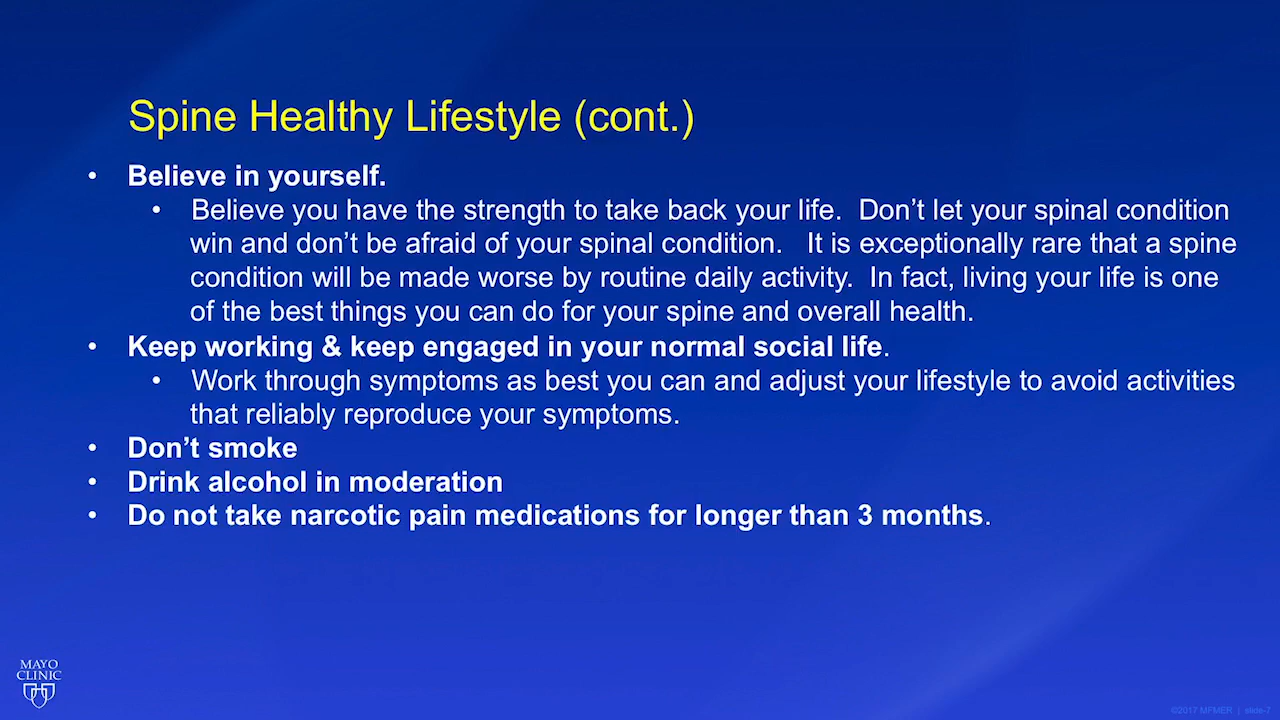 Spine Healthy Lifestyle (cont.)
• Believe in yourself.
• Believe you have the strength to take back your life.  Don’t let your spinal condition
win and don’t be afraid of your spinal condition.   It is exceptionally rare that a spine
condition will be made worse by routine daily activity.  In fact, living your life is one
of the best things you can do for your spine and overall health.
• Keep working & keep engaged in your normal social life.
• Work through symptoms as best you can and adjust your lifestyle to avoid activities
that reliably reproduce your symptoms.
• Don’t smoke
• Drink alcohol in moderation
• Do not take narcotic pain medications for longer than 3 months.
MAYO
CLINIC
©2017 MFMER | slide-7